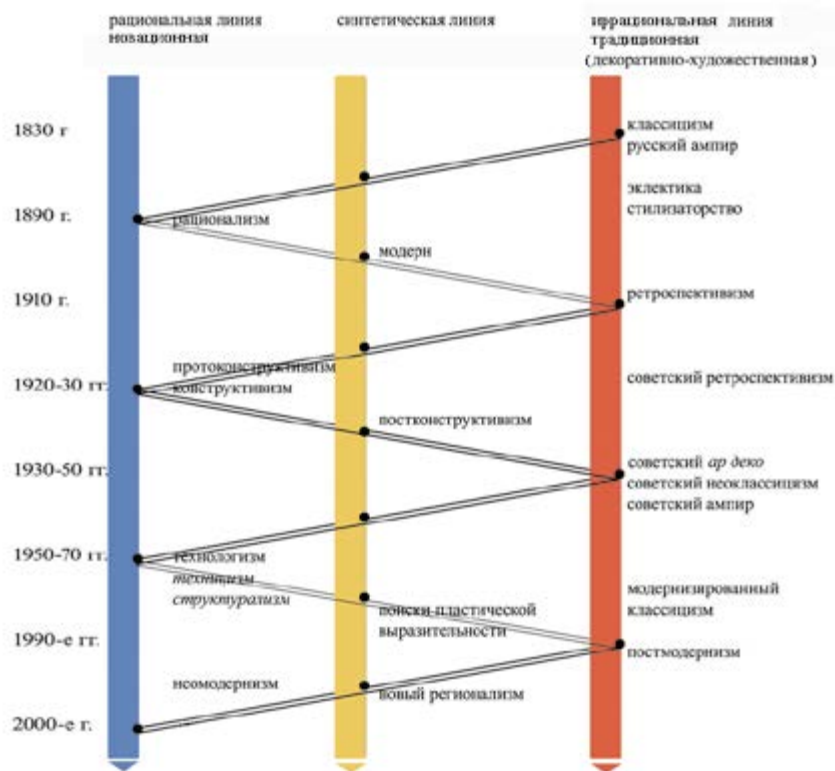 рациональная линия
новационная
синтетическая линия
иррациональная линия
традиционная
(декоративно-художественная)
1830 г
классицизм
русский ампир
эклектика
стилизаторство
1890 г.
рационализм
модерн
1910 г.
ретроспективизм
протоконструктивизм
конструктивизм
1920-30 гг.
советский ретроспективизм
постконструктивизм
1930-50 гг.
советский ар деко
советский неоклассицизм
советский ампир
1950-70 гг.
технологизм
техницизм
структурализм
поиски пластической
выразительности
модернизированный
классицизм
1990-е гг.
постмодернизм
неомодернизм
новый регионализм
2000-е г.